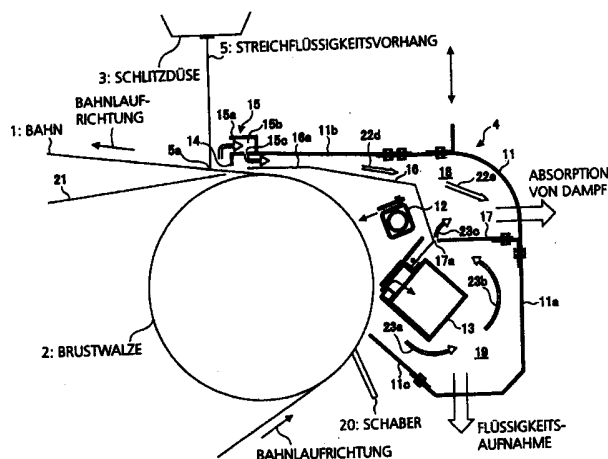 5: STREICHFLÜSSIGKEITSVORHANG
3: SCHLITZDÜSE
BAHNLAUF-
RICHTUNG
1: BAHN
15a
15
15b
15c
14
5a
16a
11b
22d
16
4
11
18
22e
ABSORPTION
VON DAMPF
21
12
23c
17
17a
23b
11a
13
23a
19
2: BRUSTWALZE
11c
20: SCHABER
BAHNLAUFRICHTUNG
FLÜSSIGKEITS-
AUFNAHME